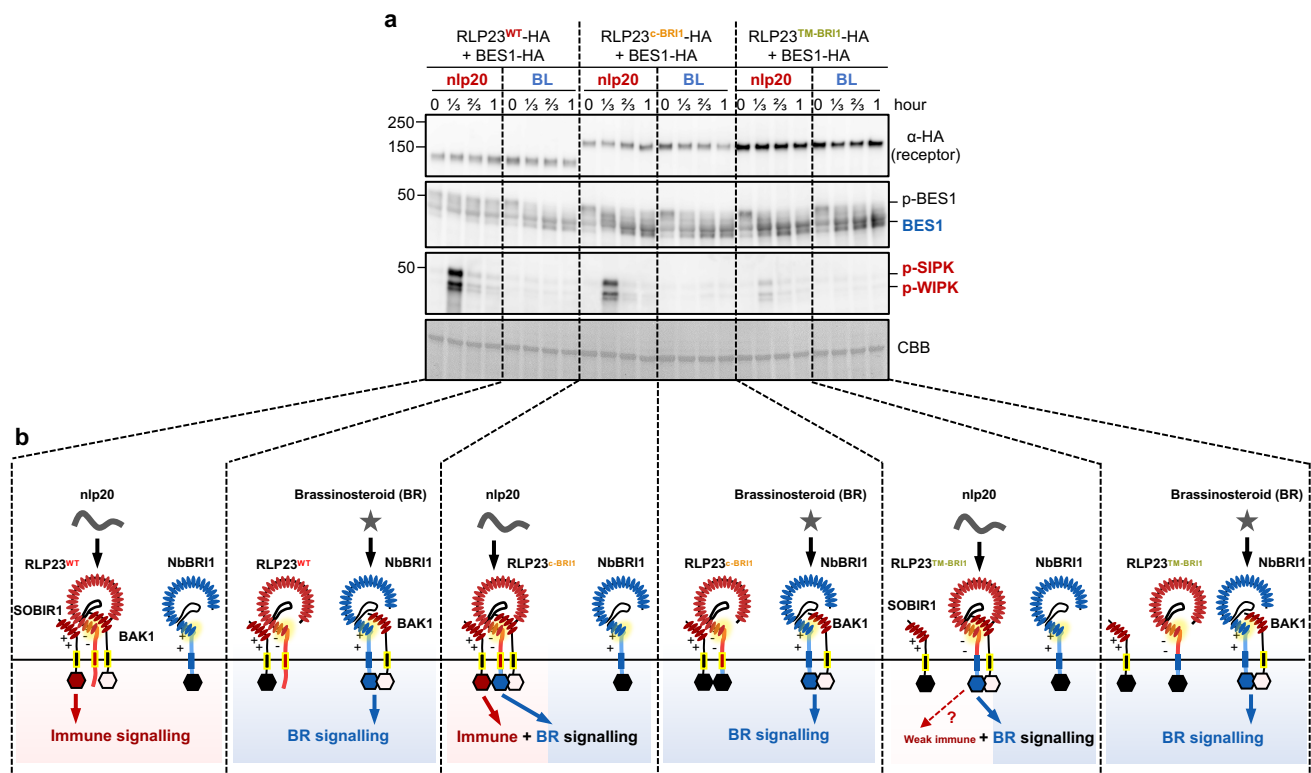 a
RLP23WT-HA + BES1-HA
RLP23c-BRI1-HA + BES1-HA
RLP23TM-BRI1-HA + BES1-HA
nlp20 BL nlp20 BL nlp20 BL
0 ⅓ ⅔ 1 0 ⅓ ⅔ 1 0 ⅓ ⅔ 1 0 ⅓ ⅔ 1 0 ⅓ ⅔ 1 0 ⅓ ⅔ 1 hour
250
150
α-HA
(receptor)
50
p-BES1
BES1
50
p-SIPK
p-WIPK
CBB
b
nlp20
RLP23WT
NbBRI1
SOBIR1
BAK1
+
+
-
+
Immune signalling
Brassinosteroid (BR)
RLP23WT
NbBRI1
BAK1
+
+
-
+
BR signalling
nlp20
RLP23c-BRI1
NbBRI1
+
+
-
+
Immune + BR signalling
Brassinosteroid (BR)
RLP23c-BRI1
NbBRI1
BAK1
+
+
-
+
BR signalling
nlp20
RLP23TM-BRI1
NbBRI1
SOBIR1
BAK1
+
+
-
+
?
Weak immune + BR signalling
Brassinosteroid (BR)
RLP23TM-BRI1
NbBRI1
BAK1
+
+
-
+
BR signalling